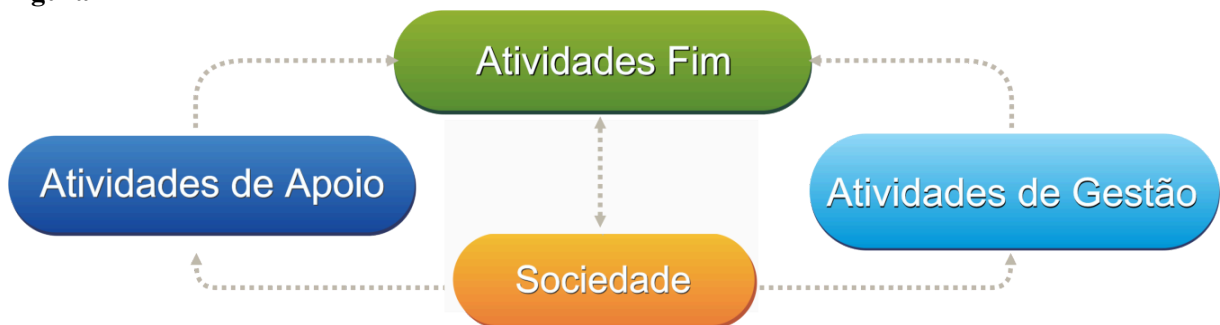 Atividades Fim
Atividades de Apoio
Atividades de Gestão
Sociedade